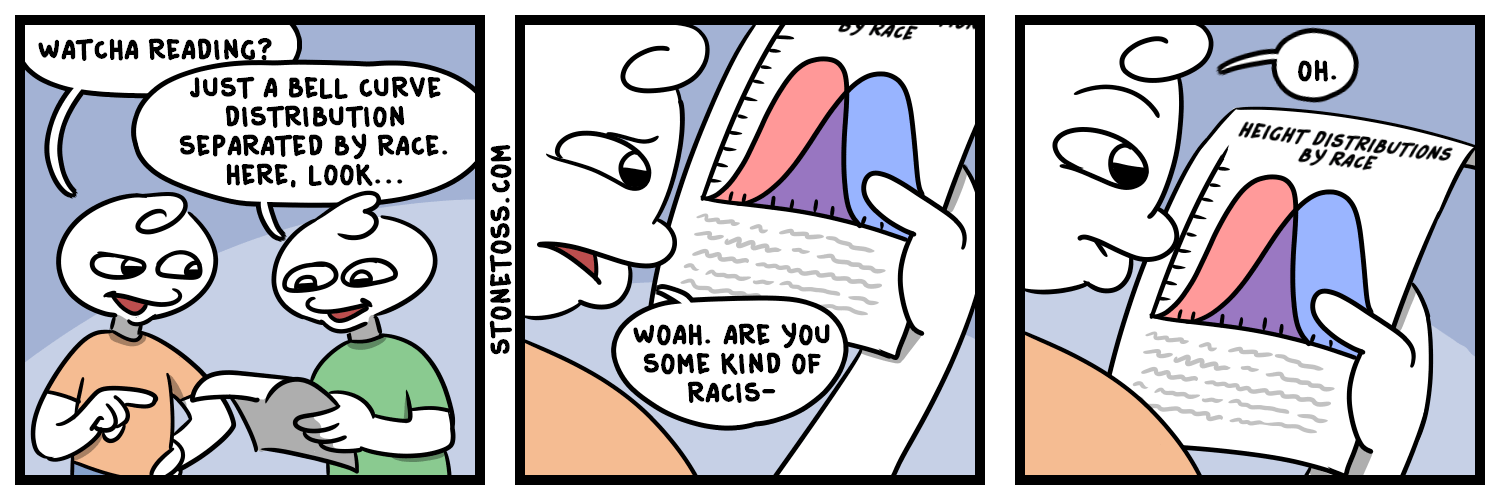 WATCHA READING?
JUST A BELL CURVE
DISTRIBUTION
SEPARATED BY RACE.
HERE, LOOK...
STONETOSS.COM
BY RACE
WOAH. ARE YOU
SOME KIND OF
RACIS-
OH.
HEIGHT DISTRIBUTIONS
BY RACE